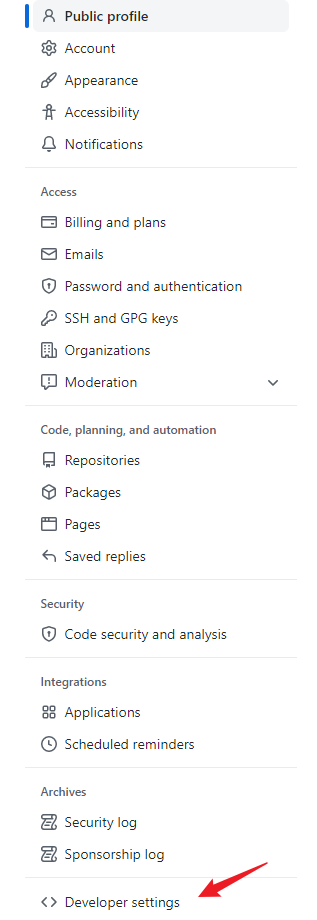 Public profile
Account
Appearance
Accessibility
Notifications
Access
Billing and plans
Emails
Password and authentication
SSH and GPG keys
Organizations
Moderation
Code, planning, and automation
Repositories
Packages
Pages
Saved replies
Security
Code security and analysis
Integrations
Applications
Scheduled reminders
Archives
Security log
Sponsorship log
Developer settings